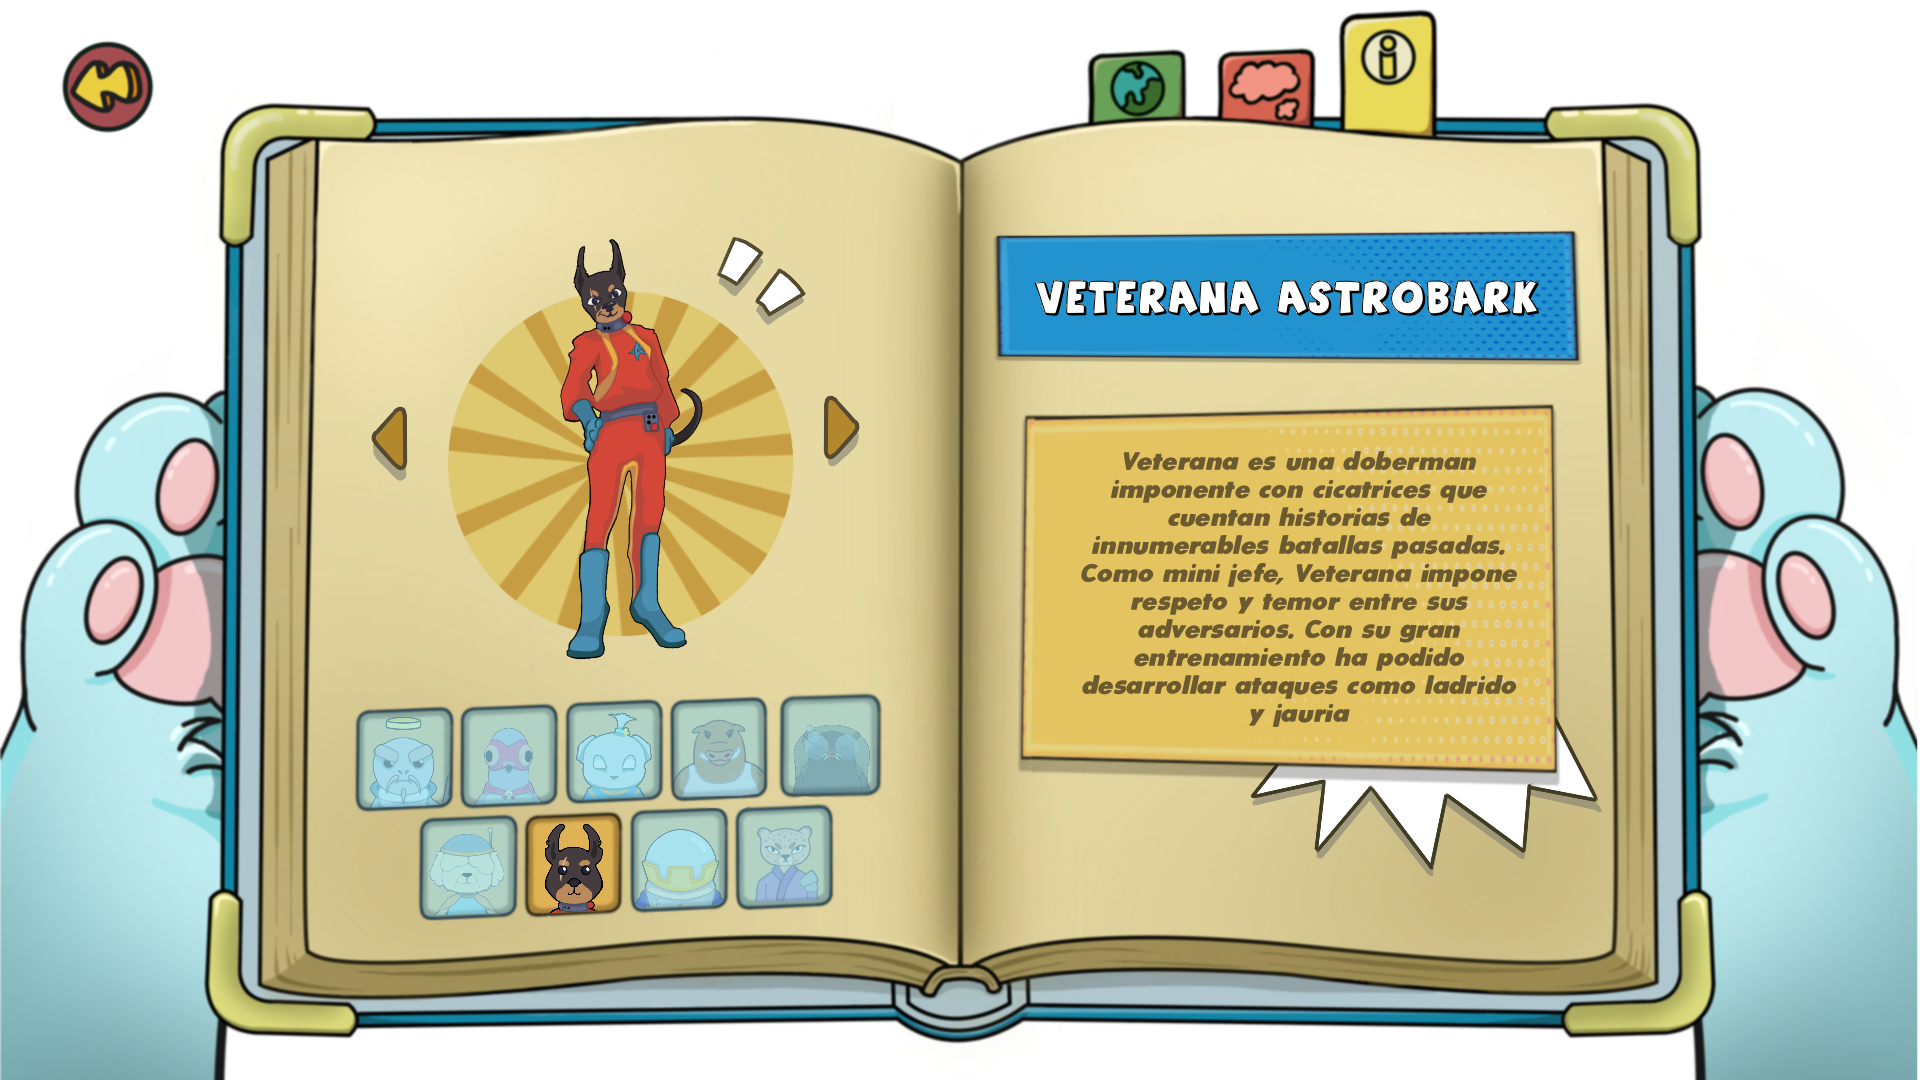 VETERANA ASTROBARK
Veterana es una doberman
imponente con cicatrices que
cuentan historias de
innumerables batallas pasadas.
Como mini jefe, Veterana impone
respeto y temor entre sus
adversarios. Con su gran
entrenamiento ha podido
desarrollar ataques como ladrido
y jauria